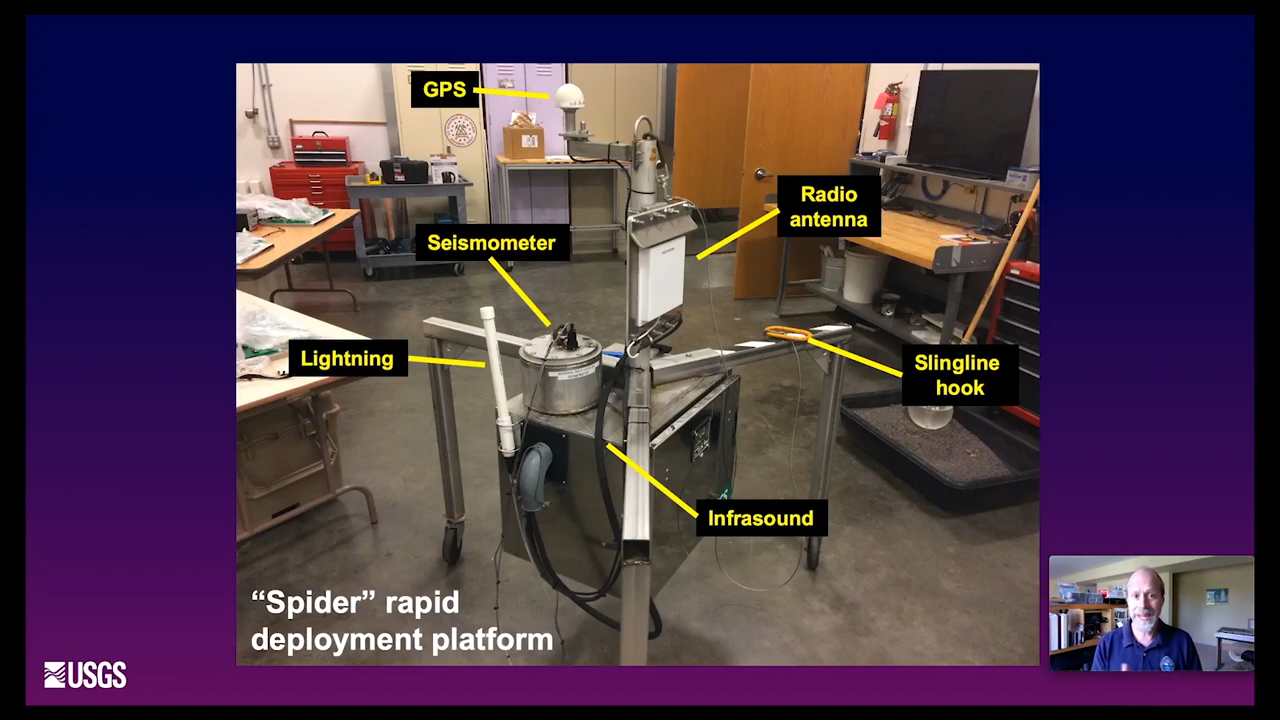 GPS
Radio
antenna
Seismometer
Lightning
Slingline
hook
Infrasound
“Spider” rapid
deployment platform
USGS